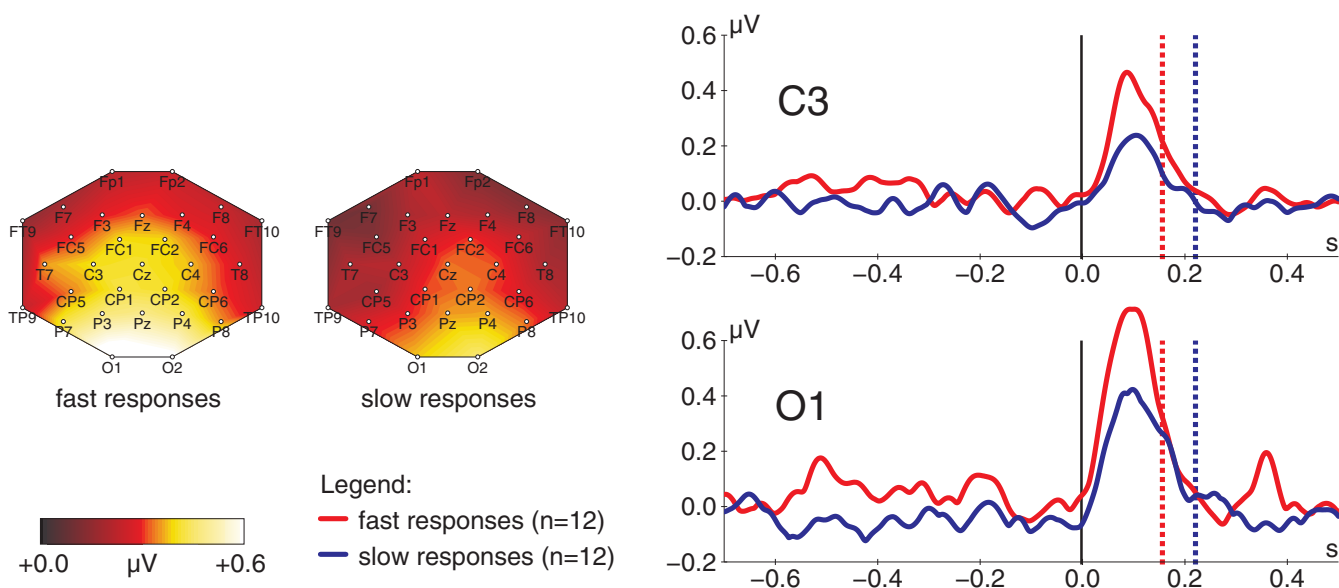 Fp1 Fp2
F7 F3 Fz F4 F8
FT9 FT10
FC5 FC1 FC2 FC6
T7 C3 Cz C4 T8
CP5 CP1 CP2 CP6
TP9 TP10
P7 P3 Pz P4 P8
O1 O2
fast responses
Fp1 Fp2
F7 F3 Fz F4 F8
FT9 FT10
FC5 FC1 FC2 FC6
T7 C3 Cz C4 T8
CP5 CP1 CP2 CP6
TP9 TP10
P7 P3 Pz P4 P8
O1 O2
slow responses
+0.0 µV +0.6
Legend:
fast responses (n=12)
slow responses (n=12)
µV
C3
0.6
0.4
0.2
0.0
−0.2
−0.6 −0.4 −0.2 0.0 0.2 0.4
s
µV
O1
0.6
0.4
0.2
0.0
−0.2
−0.6 −0.4 −0.2 0.0 0.2 0.4
s